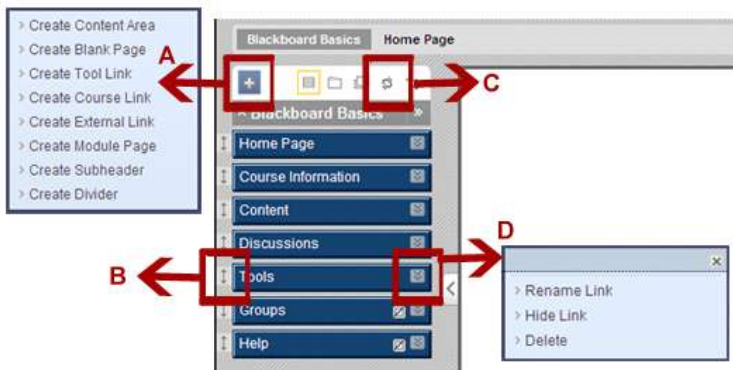 > Create Content Area
> Create Blank Page
> Create Tool Link
> Create Course Link
> Create External Link
> Create Module Page
> Create Subheader
> Create Divider
A
Blackboard Basics Home Page
C
Blackboard Basics
Home Page
Course Information
Content
Discussions
Tools
Groups
Help
B
D
> Rename Link
> Hide Link
> Delete